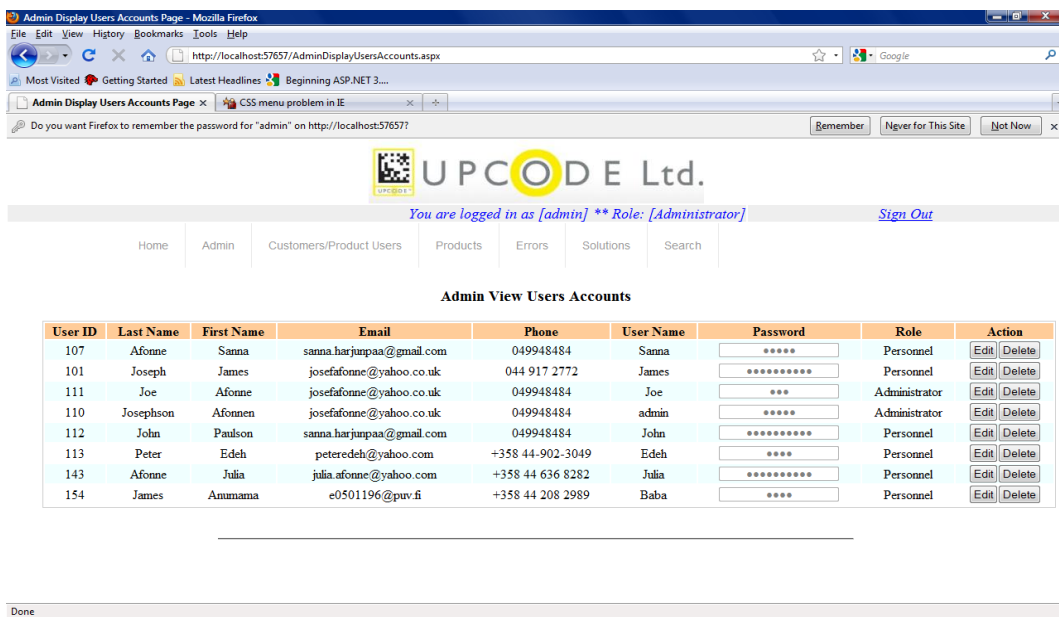 Admin Display Users Accounts Page - Mozilla Firefox
File Edit View History Bookmarks Tools Help
http://localhost:57657/AdminDisplayUsersAccounts.aspx Google
Most Visited Getting Started Latest Headlines Beginning ASP.NET 3....
Admin Display Users Accounts Page CSS menu problem in IE
Do you want Firefox to remember the password for "admin" on http://localhost:57657? Remember Never for This Site Not Now
UPCODE UPCODE Ltd.
You are logged in as [admin] ** Role: [Administrator] Sign Out
Home Admin Customers/Product Users Products Errors Solutions Search
Admin View Users Accounts
User ID Last Name First Name Email Phone User Name Password Role Action
107 Afonne Sanna sanna.harjunpaa@gmail.com 049948484 Sanna ●●●●● Personnel Edit Delete
101 Joseph James josefafonne@yahoo.co.uk 044 917 2772 James ●●●●●●●●●● Personnel Edit Delete
111 Joe Afonne josefafonne@yahoo.co.uk 049948484 Joe ●●● Administrator Edit Delete
110 Josephson Afonnen josefafonne@yahoo.co.uk 049948484 admin ●●●●● Administrator Edit Delete
112 John Paulson sanna.harjunpaa@gmail.com 049948484 John ●●●●●●●●●● Personnel Edit Delete
113 Peter Edeh peteredeh@yahoo.com +358 44-902-3049 Edeh ●●●● Personnel Edit Delete
143 Afonne Julia julia.afonne@yahoo.com +358 44 636 8282 Julia ●●●●●●●●●● Personnel Edit Delete
154 James Anumama e0501196@puv.fi +358 44 208 2989 Baba ●●●● Personnel Edit Delete
Done